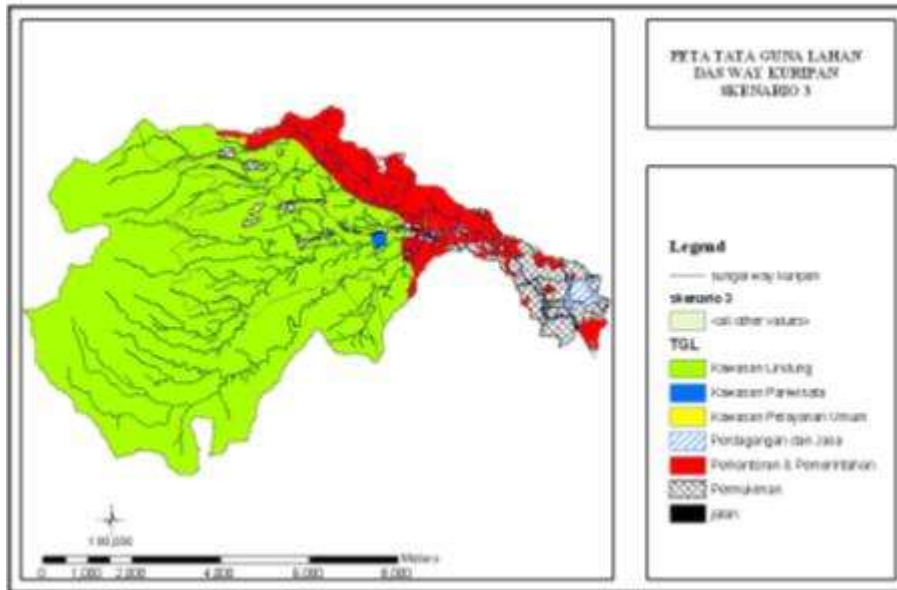 PETA TATA GUNA LAHAN
DAS WAY KURIPAN
SKENARIO 3
Legend
sungai way kuripan
skenario 3
<all other values>
TGL
Kawasan Lindung
Kawasan Pariwisata
Kawasan Pelayanan Umum
Perdagangan dan Jasa
Perkantoran & Pemerintahan
Permukiman
jalan
Meters
0 1,000 2,000 4,000 6,000 8,000